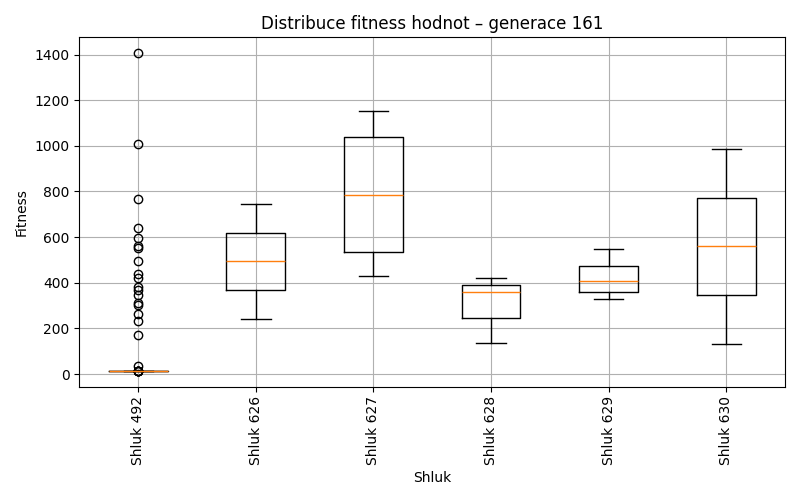 Distribuce fitness hodnot – generace 161
1400
1200
1000
800
600
400
200
0
Fitness
Shluk 492
Shluk 626
Shluk 627
Shluk 628
Shluk 629
Shluk 630
Shluk